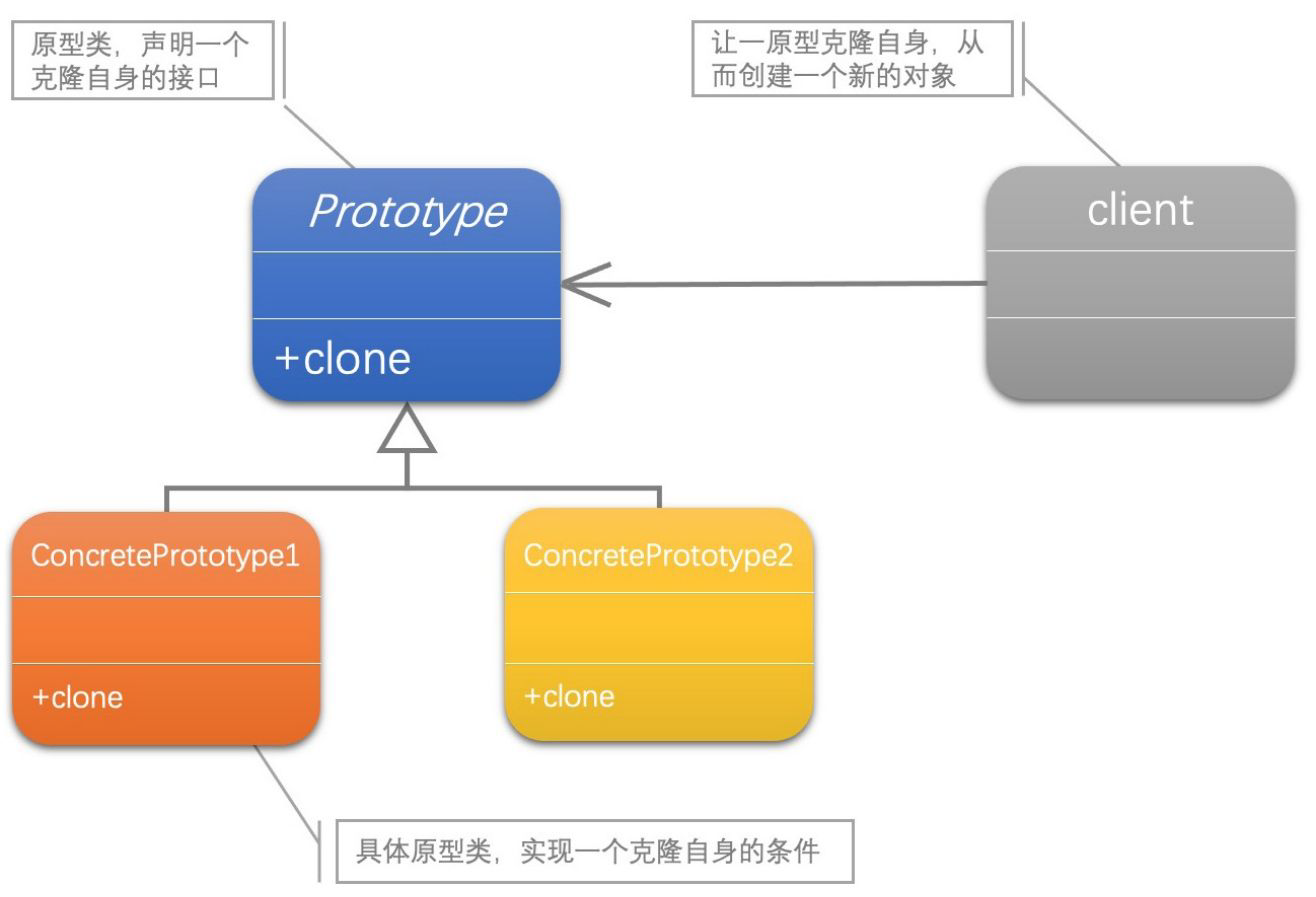 原型类，声明一个
克隆自身的接口
让一原型克隆自身，从
而创建一个新的对象
Prototype
+clone
client
ConcretePrototype1
+clone
ConcretePrototype2
+clone
具体原型类，实现一个克隆自身的条件